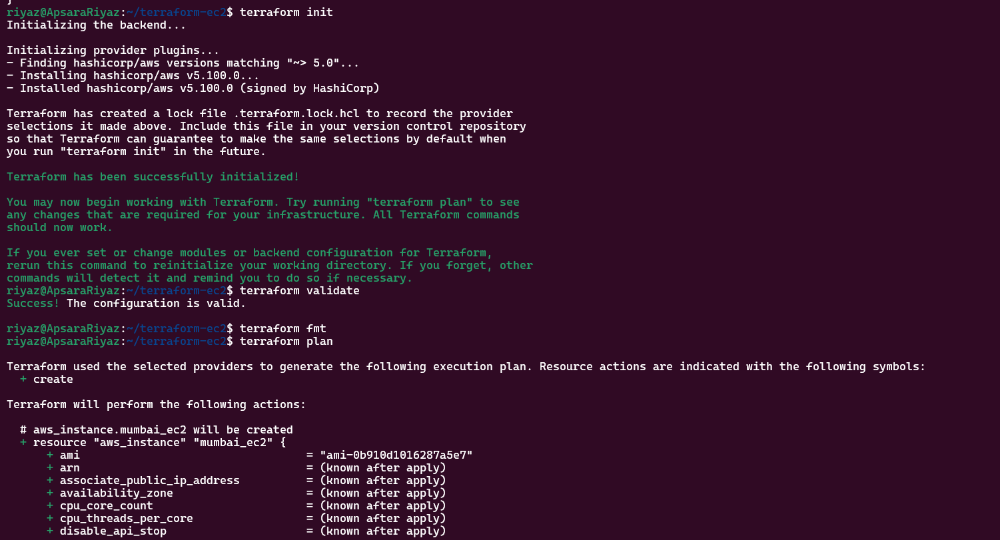 }
riyaz@ApsaraRiyaz:~/terraform-ec2$ terraform init
Initializing the backend...
Initializing provider plugins...
- Finding hashicorp/aws versions matching "~> 5.0"...
- Installing hashicorp/aws v5.100.0...
- Installed hashicorp/aws v5.100.0 (signed by HashiCorp)
Terraform has created a lock file .terraform.lock.hcl to record the provider
selections it made above. Include this file in your version control repository
so that Terraform can guarantee to make the same selections by default when
you run "terraform init" in the future.
Terraform has been successfully initialized!
You may now begin working with Terraform. Try running "terraform plan" to see
any changes that are required for your infrastructure. All Terraform commands
should now work.
If you ever set or change modules or backend configuration for Terraform,
rerun this command to reinitialize your working directory. If you forget, other
commands will detect it and remind you to do so if necessary.
riyaz@ApsaraRiyaz:~/terraform-ec2$ terraform validate
Success! The configuration is valid.
riyaz@ApsaraRiyaz:~/terraform-ec2$ terraform fmt
riyaz@ApsaraRiyaz:~/terraform-ec2$ terraform plan
Terraform used the selected providers to generate the following execution plan. Resource actions are indicated with the following symbols:
  + create
Terraform will perform the following actions:
  # aws_instance.mumbai_ec2 will be created
  + resource "aws_instance" "mumbai_ec2" {
      + ami                                  = "ami-0b910d1016287a5e7"
      + arn                                  = (known after apply)
      + associate_public_ip_address          = (known after apply)
      + availability_zone                    = (known after apply)
      + cpu_core_count                       = (known after apply)
      + cpu_threads_per_core                 = (known after apply)
      + disable_api_stop                     = (known after apply)